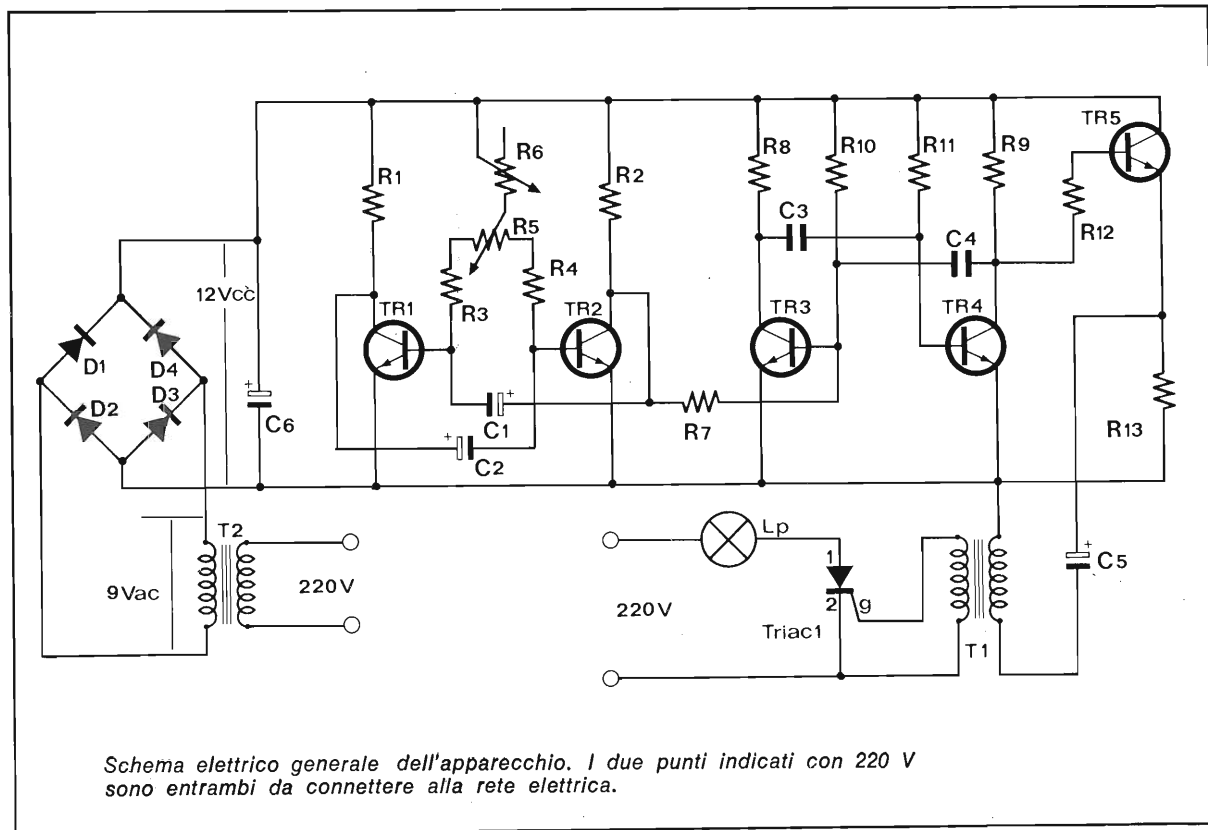 TR5
R6
R8
R10
R11
R9
R1
R2
C3
C4
R12
R5
R4
12Vcc
TR1
R3
TR2
TR3
TR4
D1
D4
D2
D3
+
C6
+
C1
R7
R13
+
C2
T2
Lp
+
C5
9Vac
220V
1
2
g
220V
Triac1
T1
Schema elettrico generale dell'apparecchio. I due punti indicati con 220 V
sono entrambi da connettere alla rete elettrica.